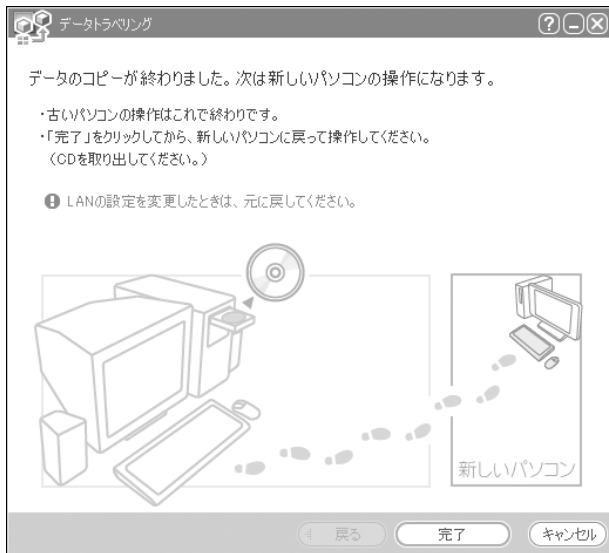 データトラベリング
データのコピーが終わりました。次は新しいパソコンの操作になります。
・古いパソコンの操作はこれで終わりです。
・「完了」をクリックしてから、新しいパソコンに戻って操作してください。
（CDを取り出してください。）
LANの設定を変更したときは、元に戻してください。
新しいパソコン
戻る
完了
キャンセル